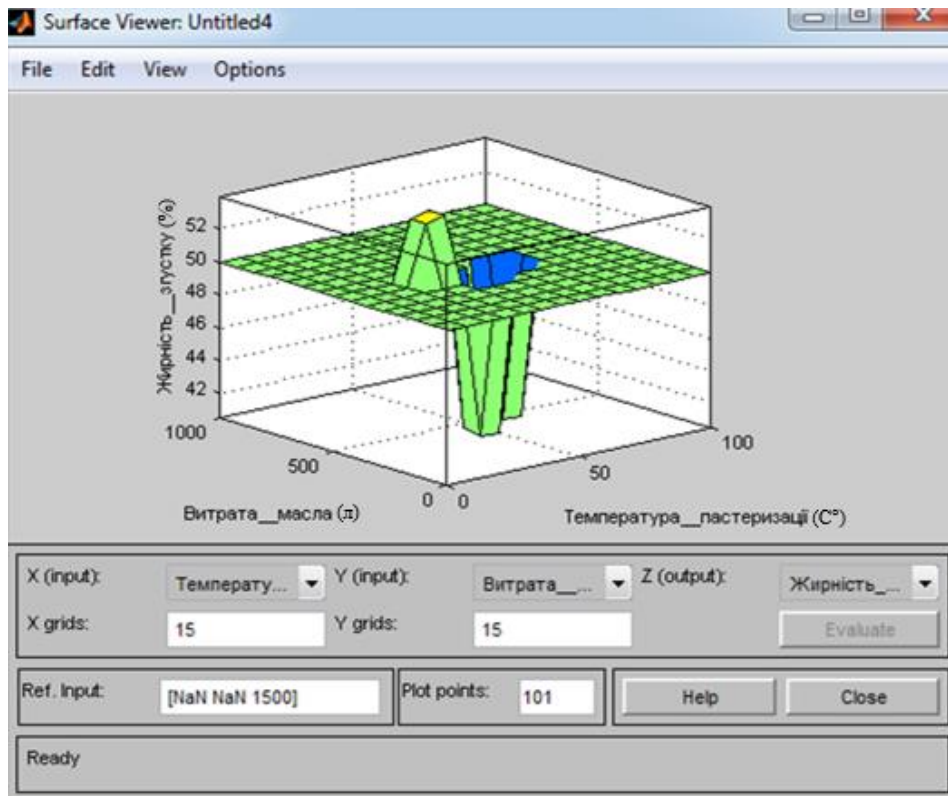 Surface Viewer: Untitled4
File Edit View Options
Жирність__згустку (%)
52
50
48
46
44
42
1000
500
0
0
50
100
Витрата__масла (л)
Температура__пастеризації (C°)
X (input): Температу... Y (input): Витрата__... Z (output): Жирність_...
X grids: 15 Y grids: 15 Evaluate
Ref. Input: [NaN NaN 1500] Plot points: 101 Help Close
Ready